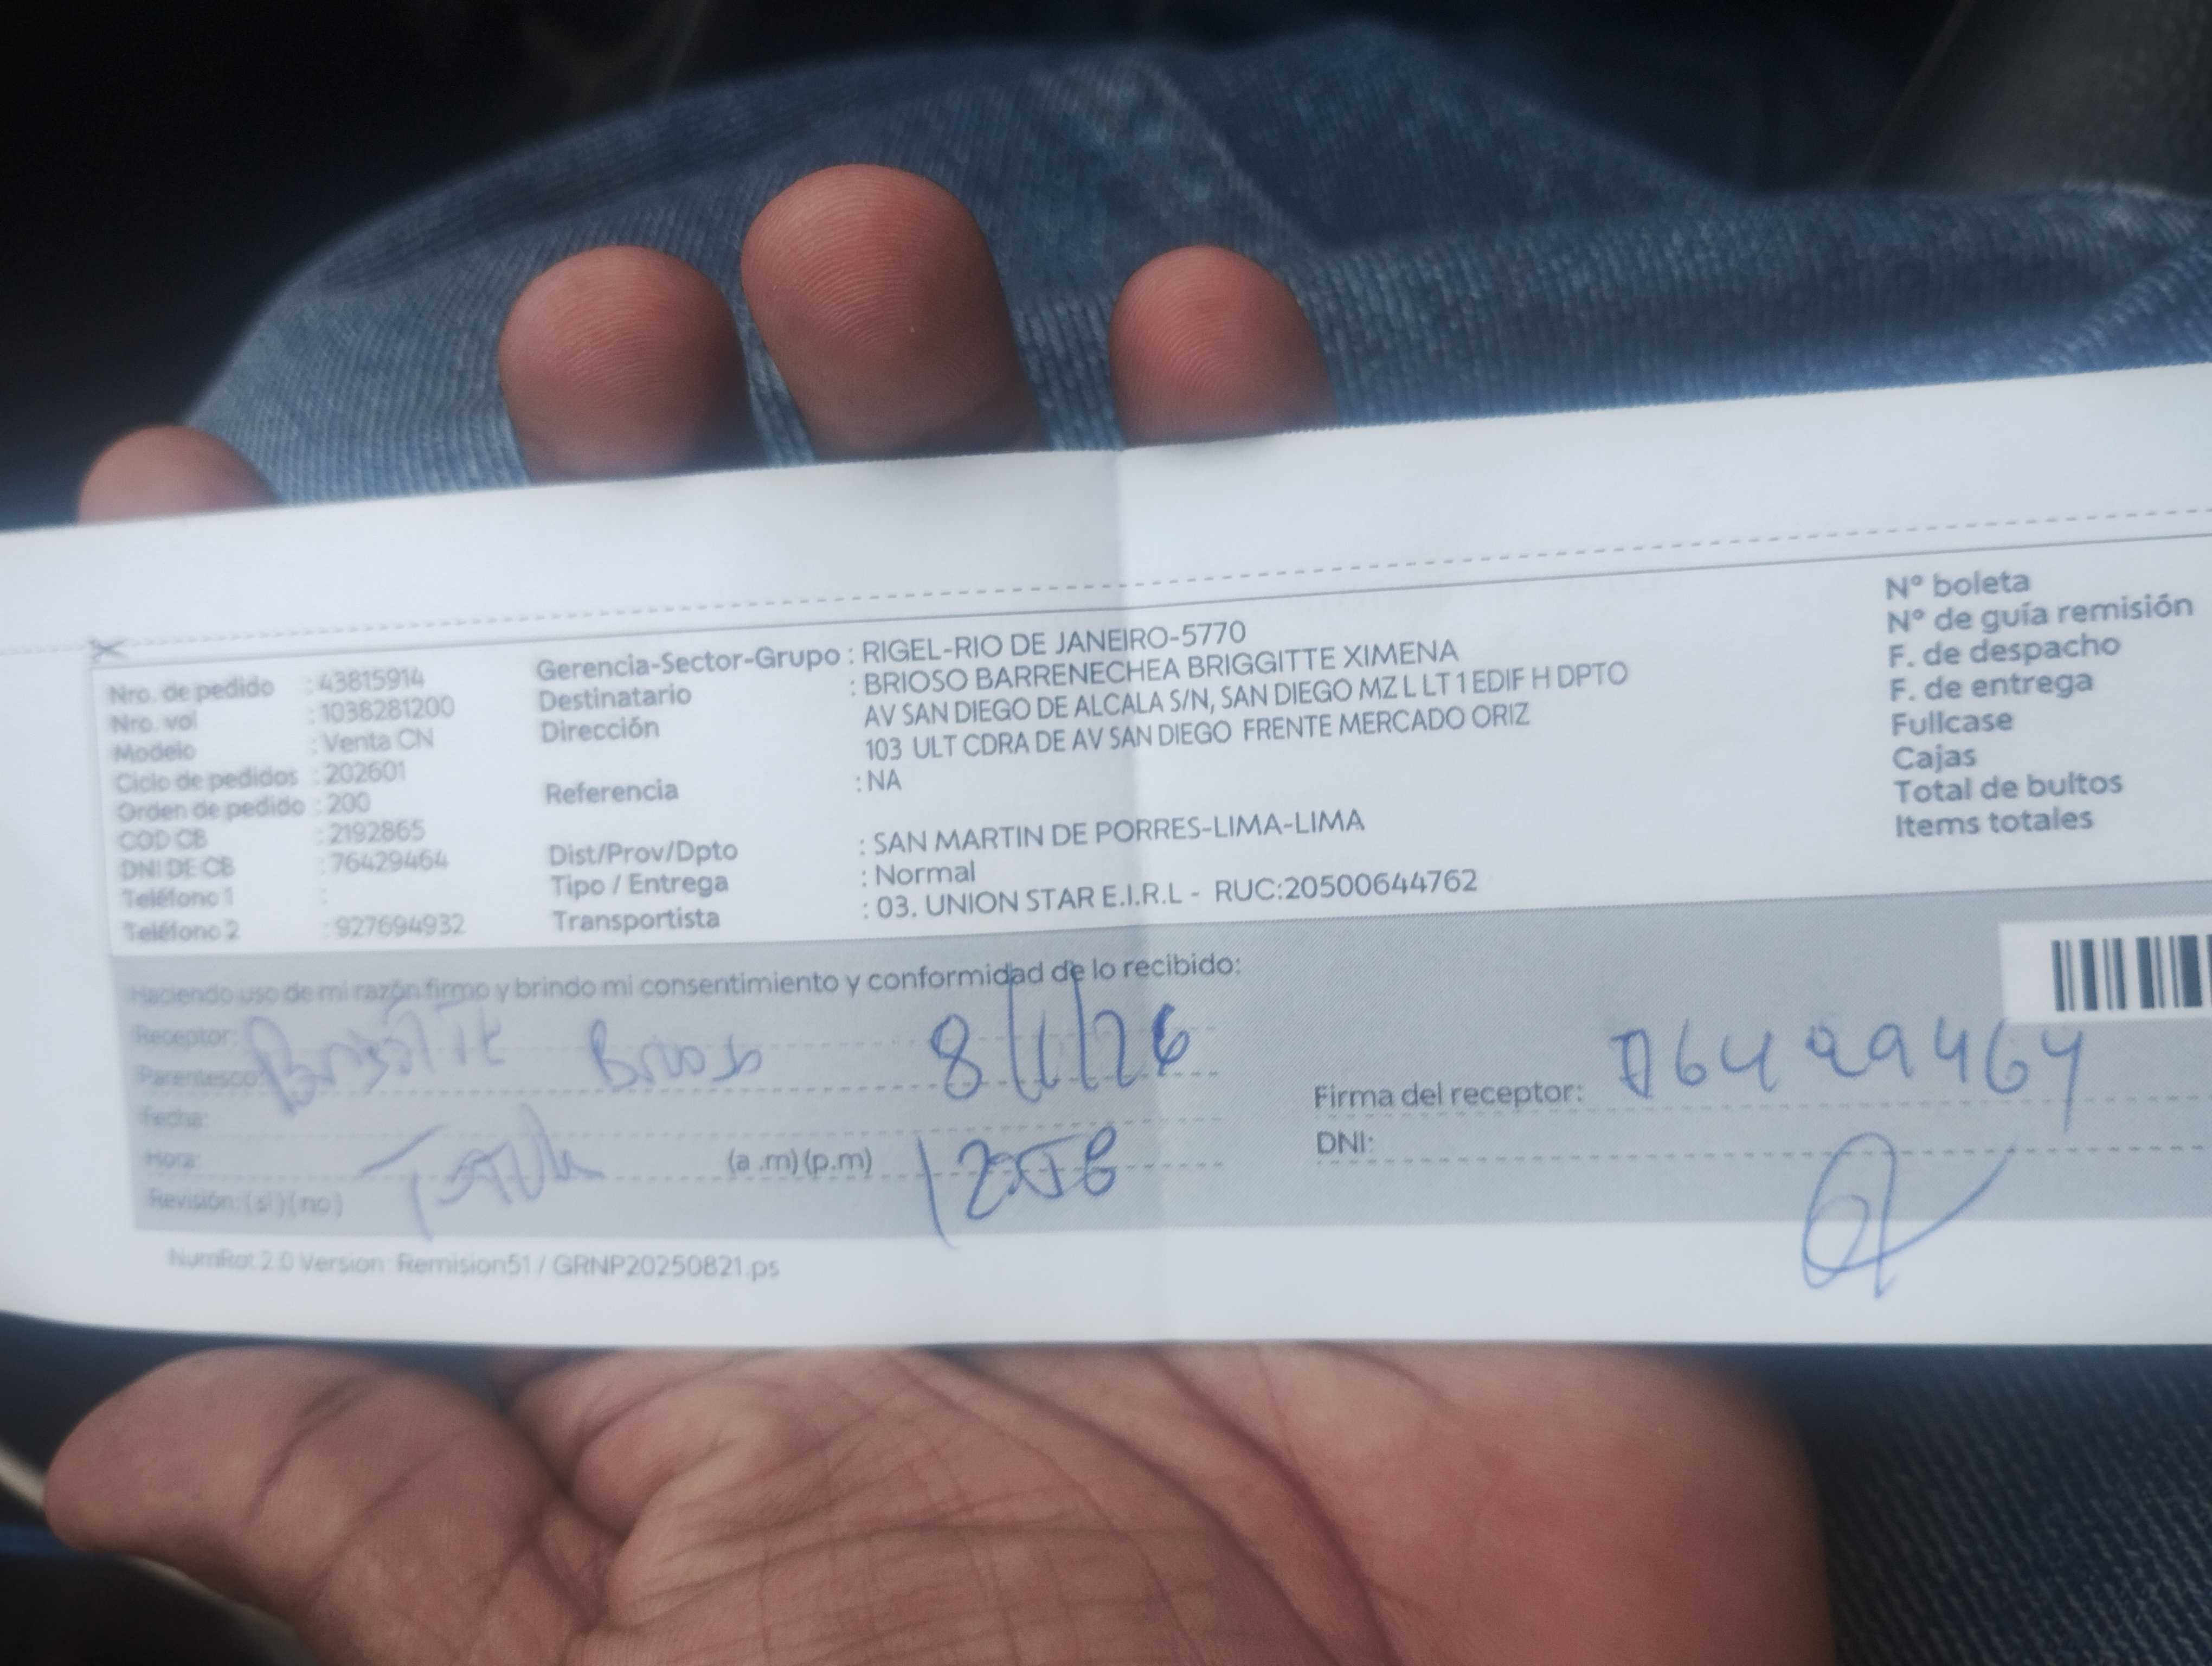 Nro. de pedido : 43815914
Nro. vol : 1038281200
Modelo : Venta CN
Ciclo de pedidos : 202601
Orden de pedido : 200
COD CB : 2192865
DNI DE CB : 76429464
Teléfono 1 :
Teléfono 2 : 927694932
Gerencia-Sector-Grupo : RIGEL-RIO DE JANEIRO-5770
Destinatario : BRIOSO BARRENECHEA BRIGGITTE XIMENA
Dirección AV SAN DIEGO DE ALCALA S/N, SAN DIEGO MZ L LT 1 EDIF H DPTO
103 ULT CDRA DE AV SAN DIEGO FRENTE MERCADO ORIZ
Referencia : NA
Dist/Prov/Dpto : SAN MARTIN DE PORRES-LIMA-LIMA
Tipo / Entrega : Normal
Transportista : 03. UNION STAR E.I.R.L - RUC:20500644762
N° boleta
N° de guía remisión
F. de despacho
F. de entrega
Fullcase
Cajas
Total de bultos
Items totales
Haciendo uso de mi razón firmo y brindo mi consentimiento y conformidad de lo recibido:
Receptor:
Parentesco: 8/1/26
Fecha:
Hora: (a.m) (p.m)
Revisión: (si) (no)
Firma del receptor:
DNI:
NumRot 2.0 Version: Remision51 / GRNP20250821.ps